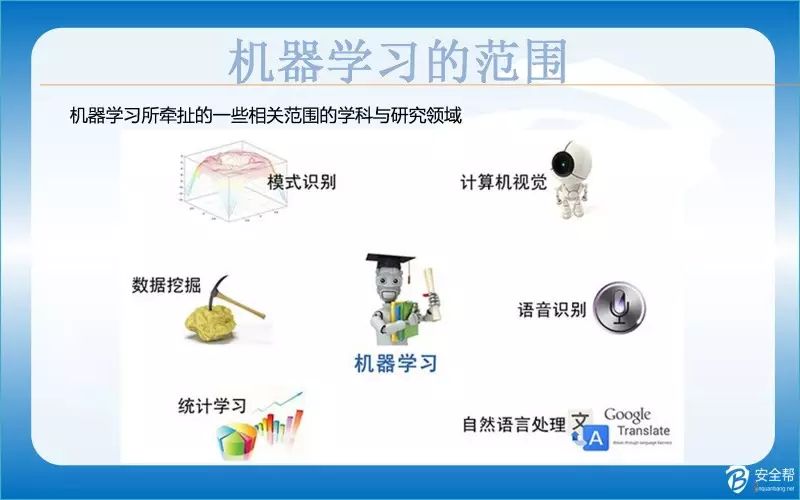 机器学习的范围
机器学习所牵扯的一些相关范围的学科与研究领域
模式识别
计算机视觉
数据挖掘
机器学习
语音识别
统计学习
自然语言处理
文
A
Google
Translate
安全帮